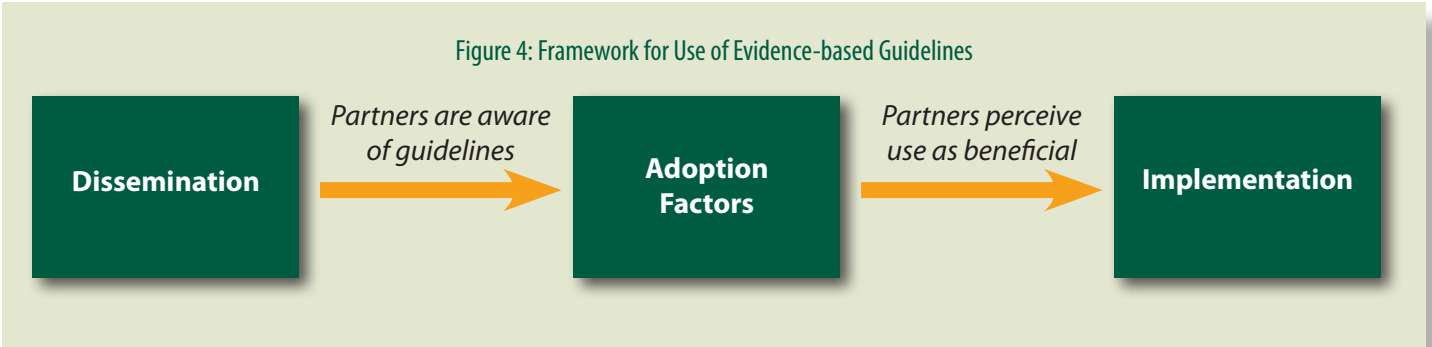 Figure 4: Framework for Use of Evidence-based Guidelines
Dissemination
Partners are aware
of guidelines
Adoption
Factors
Partners perceive
use as beneficial
Implementation